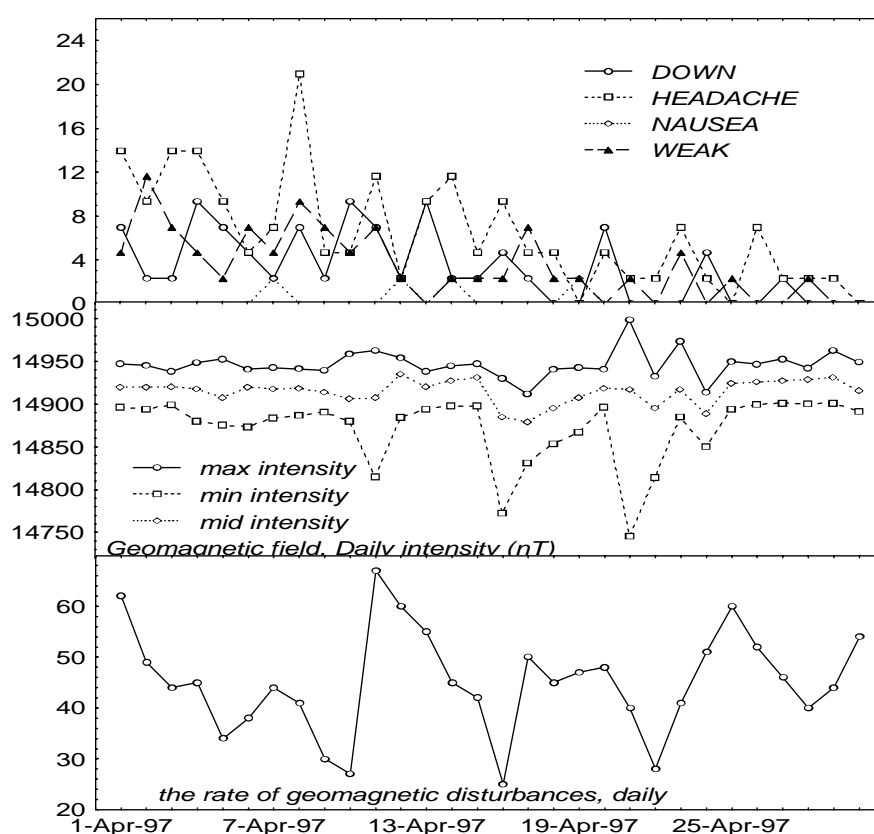 24
20
16
12
8
4
0
DOWN
HEADACHE
NAUSEA
WEAK
15000
14950
14900
14850
14800
14750
max intensity
min intensity
mid intensity
Geomagnetic field, Daily intensity (nT)
60
50
40
30
20
the rate of geomagnetic disturbances, daily
1-Apr-97 7-Apr-97 13-Apr-97 19-Apr-97 25-Apr-97